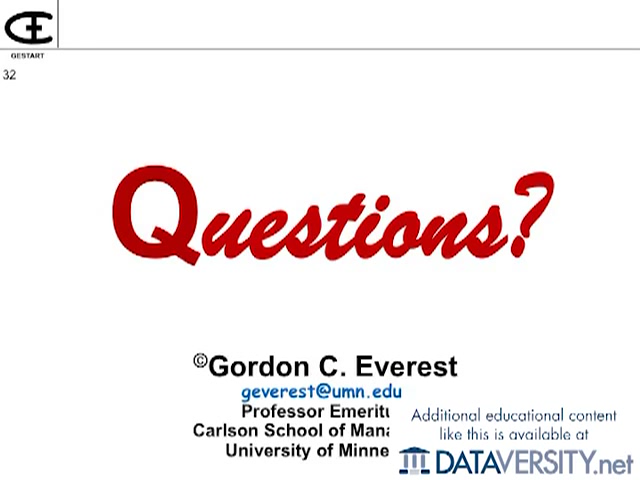 GESTART
32
Questions?
©Gordon C. Everest
geverest@umn.edu
Professor Emeritu
Carlson School of Mana
University of Minne
Additional educational content
like this is available at
DATAVERSITY.net